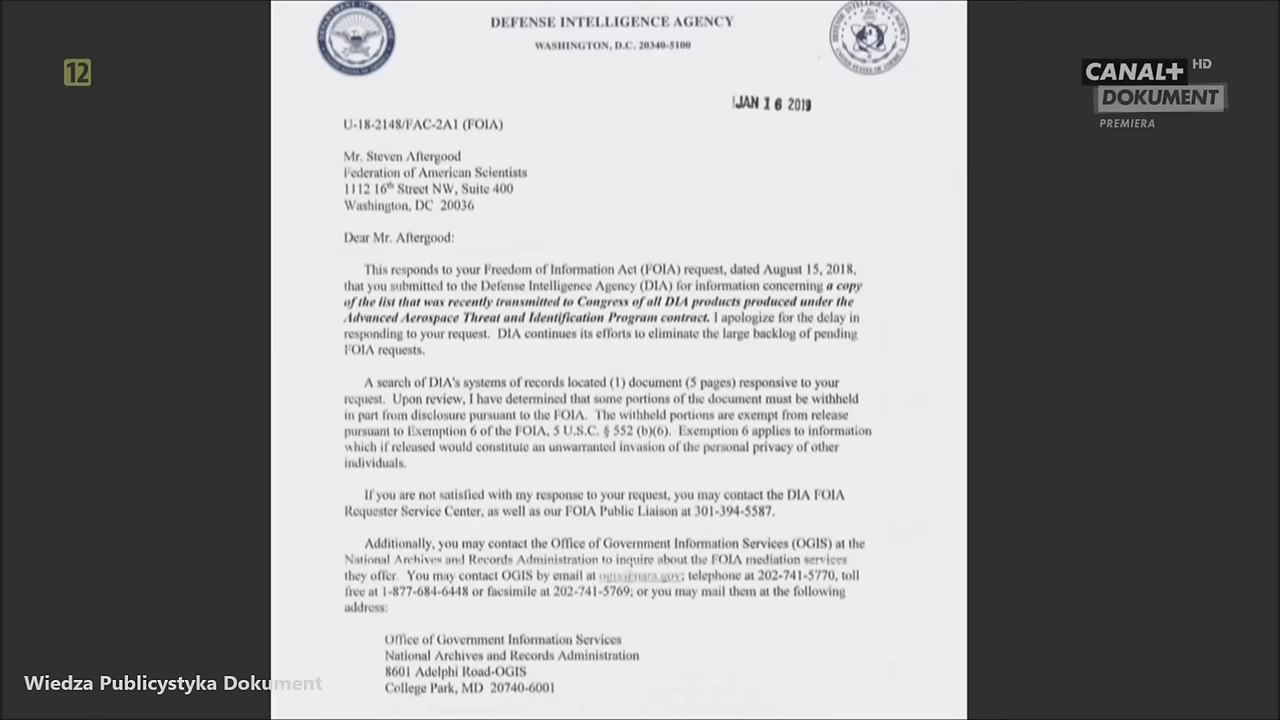 DEFENSE INTELLIGENCE AGENCY
WASHINGTON, D.C. 20340-5100
12
CANAL+ HD
DOKUMENT
PREMIERA
JAN 16 2019
U-18-2148/FAC-2A1 (FOIA)
Mr. Steven Aftergood
Federation of American Scientists
1112 16th Street NW, Suite 400
Washington, DC 20036
Dear Mr. Aftergood:
This responds to your Freedom of Information Act (FOIA) request, dated August 15, 2018,
that you submitted to the Defense Intelligence Agency (DIA) for information concerning a copy
of the list that was recently transmitted to Congress of all DIA products produced under the
Advanced Aerospace Threat and Identification Program contract. I apologize for the delay in
responding to your request. DIA continues its efforts to eliminate the large backlog of pending
FOIA requests.
A search of DIA's systems of records located (1) document (5 pages) responsive to your
request. Upon review, I have determined that some portions of the document must be withheld
in part from disclosure pursuant to the FOIA. The withheld portions are exempt from release
pursuant to Exemption 6 of the FOIA, 5 U.S.C. § 552 (b)(6). Exemption 6 applies to information
which if released would constitute an unwarranted invasion of the personal privacy of other
individuals.
If you are not satisfied with my response to your request, you may contact the DIA FOIA
Requester Service Center, as well as our FOIA Public Liaison at 301-394-5587.
Additionally, you may contact the Office of Government Information Services (OGIS) at the
National Archives and Records Administration to inquire about the FOIA mediation services
they offer. You may contact OGIS by email at ogis@nara.gov; telephone at 202-741-5770, toll
free at 1-877-684-6448 or facsimile at 202-741-5769; or you may mail them at the following
address:
Office of Government Information Services
National Archives and Records Administration
8601 Adelphi Road-OGIS
College Park, MD 20740-6001
Wiedza Publicystyka Dokument